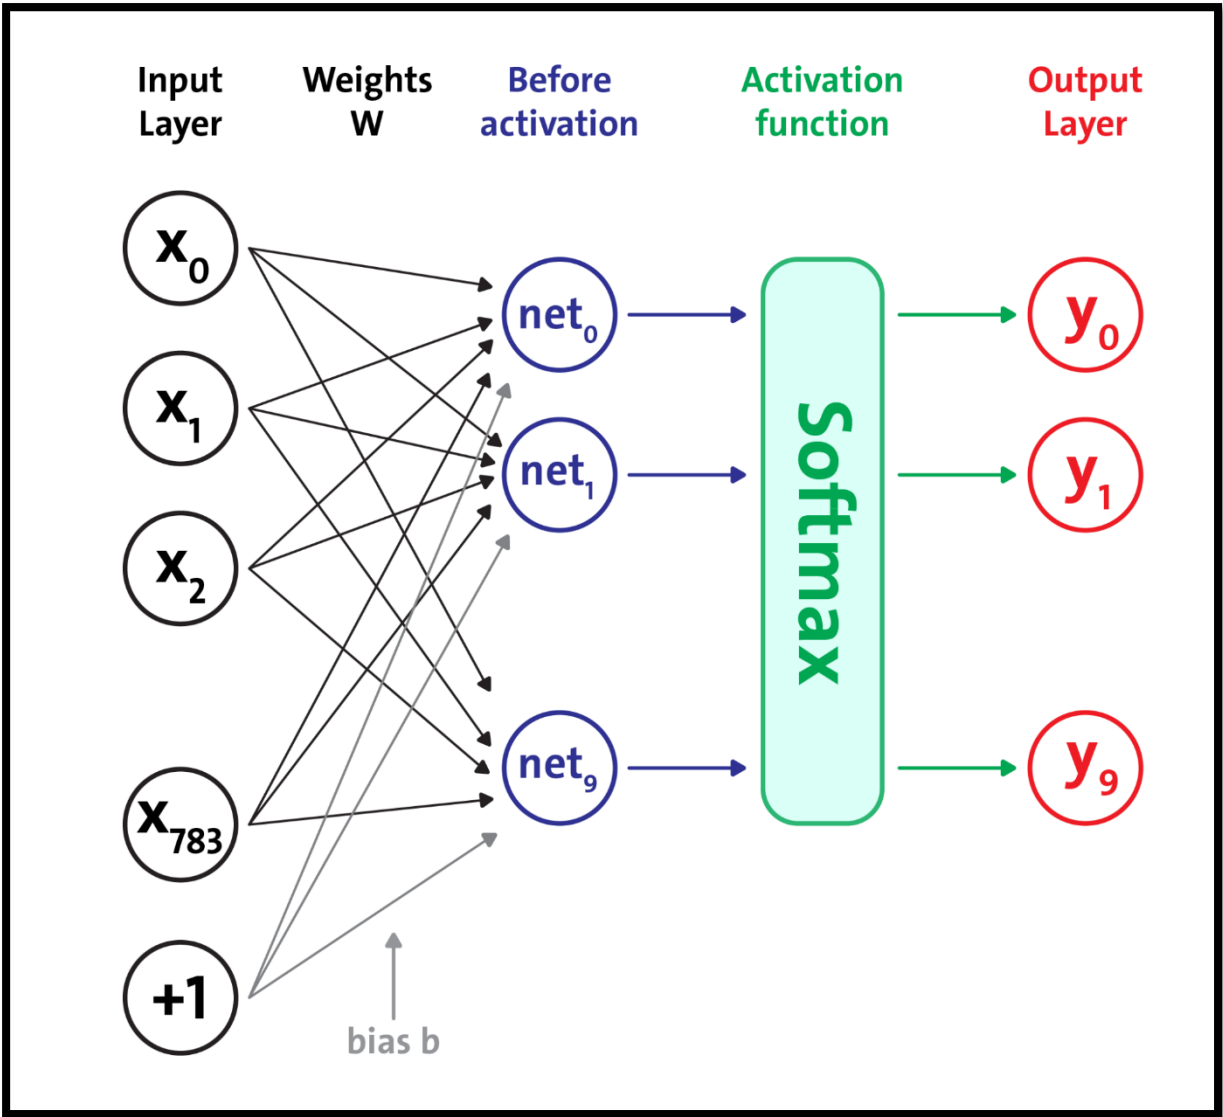 Input
Layer
Weights
W
Before
activation
Activation
function
Output
Layer
x0
x1
x2
x783
+1
bias b
net0
net1
net9
Softmax
y0
y1
y9